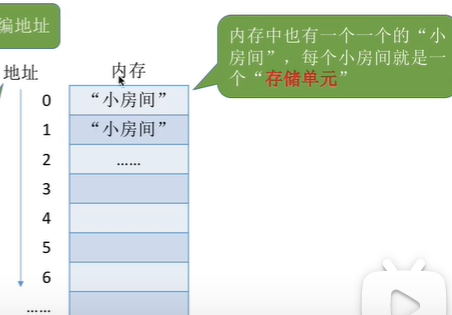 编地址
内存中也有一个一个的“小
房间”，每个小房间就是一
个“存储单元”
地址
内存
0
“小房间”
1
“小房间”
2
……
3
4
5
6
……